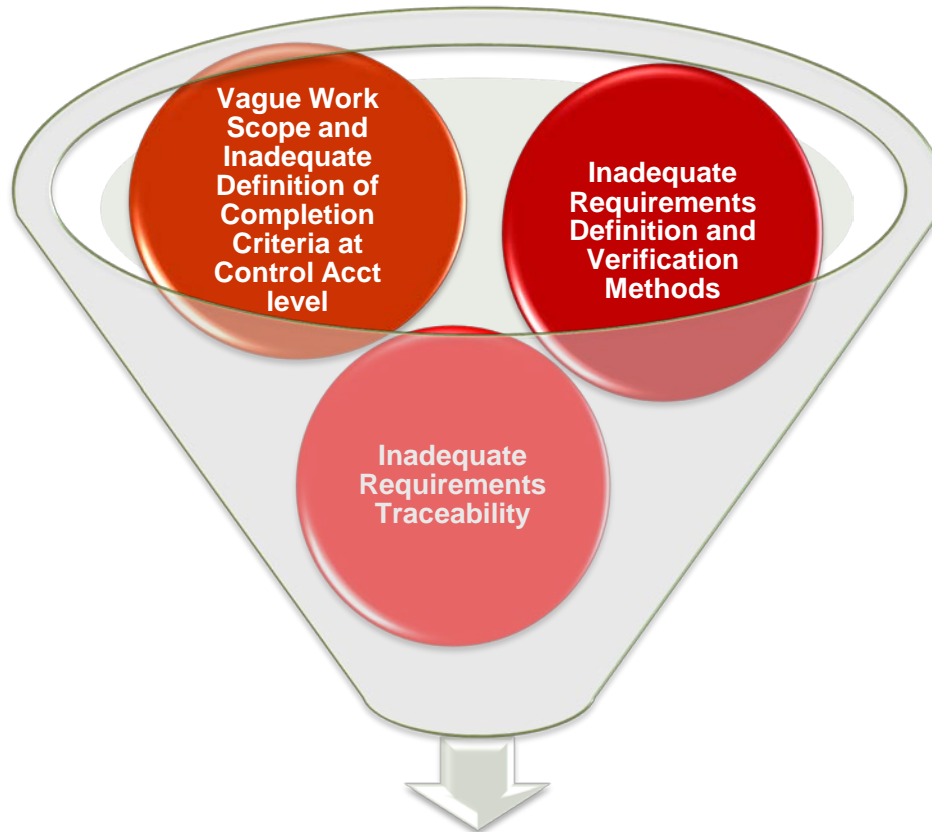 Vague Work
Scope and
Inadequate
Definition of
Completion
Criteria at
Control Acct
level
Inadequate
Requirements
Definition and
Verification
Methods
Inadequate
Requirements
Traceability